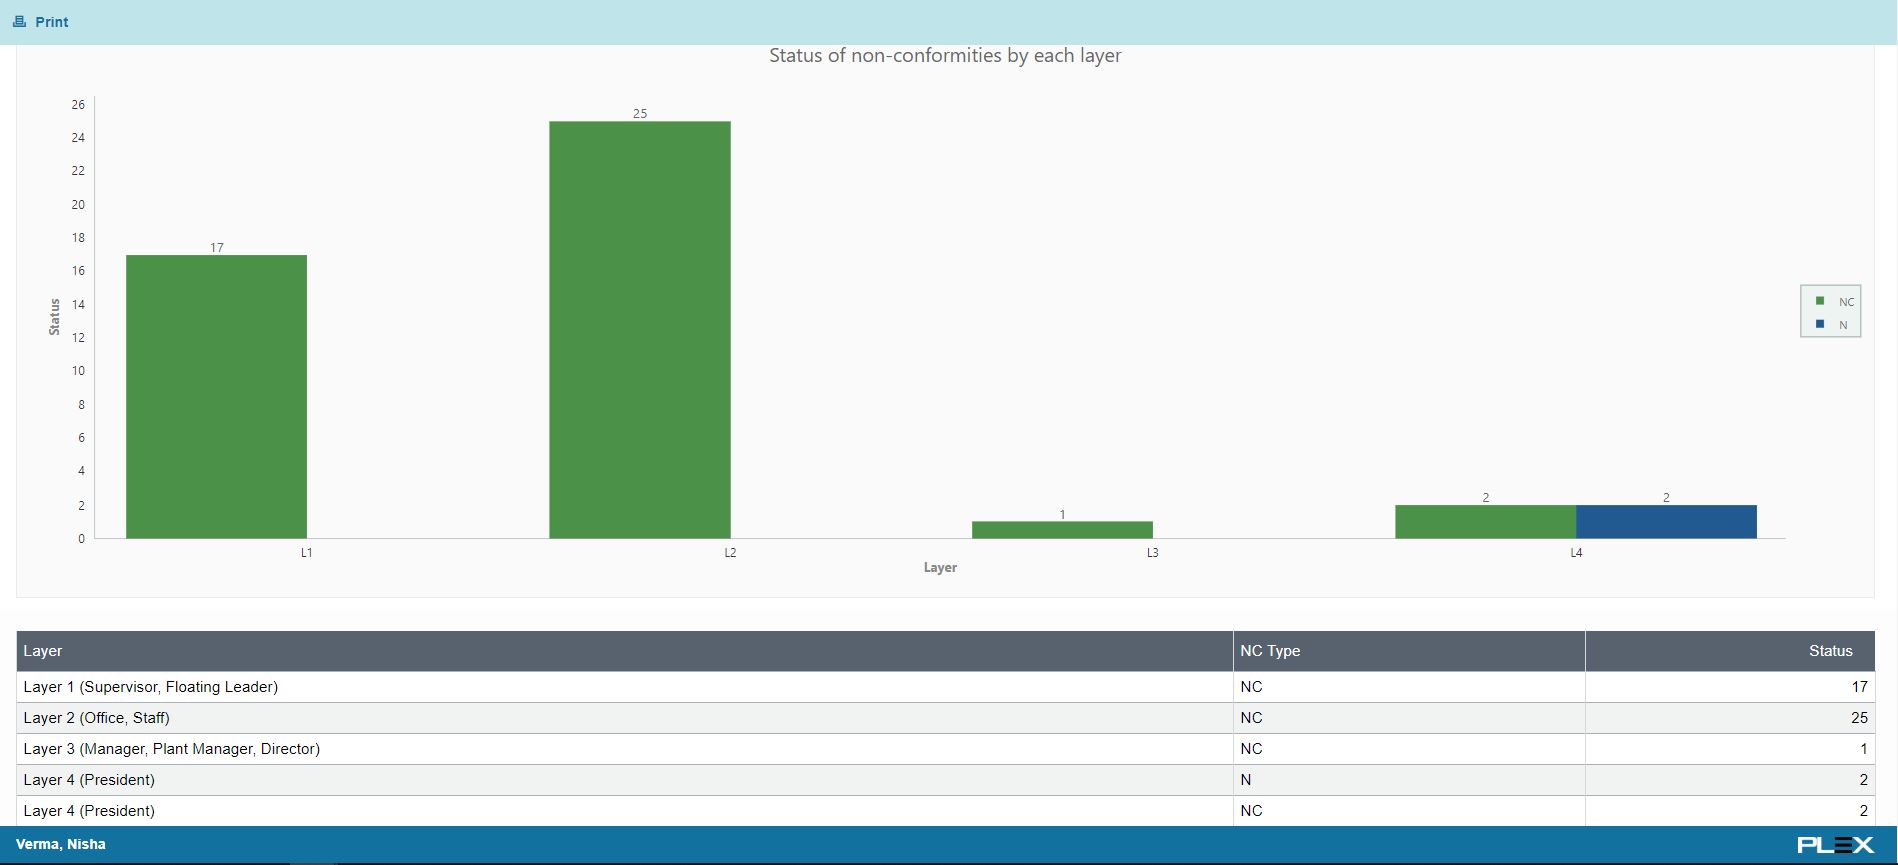 Print
Status of non-conformities by each layer
26
24
22
20
18
16
14
12
10
8
6
4
2
0
Status
17
25
1
2
2
L1
L2
L3
L4
Layer
NC
N
Layer NC Type Status
Layer 1 (Supervisor, Floating Leader) NC 17
Layer 2 (Office, Staff) NC 25
Layer 3 (Manager, Plant Manager, Director) NC 1
Layer 4 (President) N 2
Layer 4 (President) NC 2
Verma, Nisha
PLEX